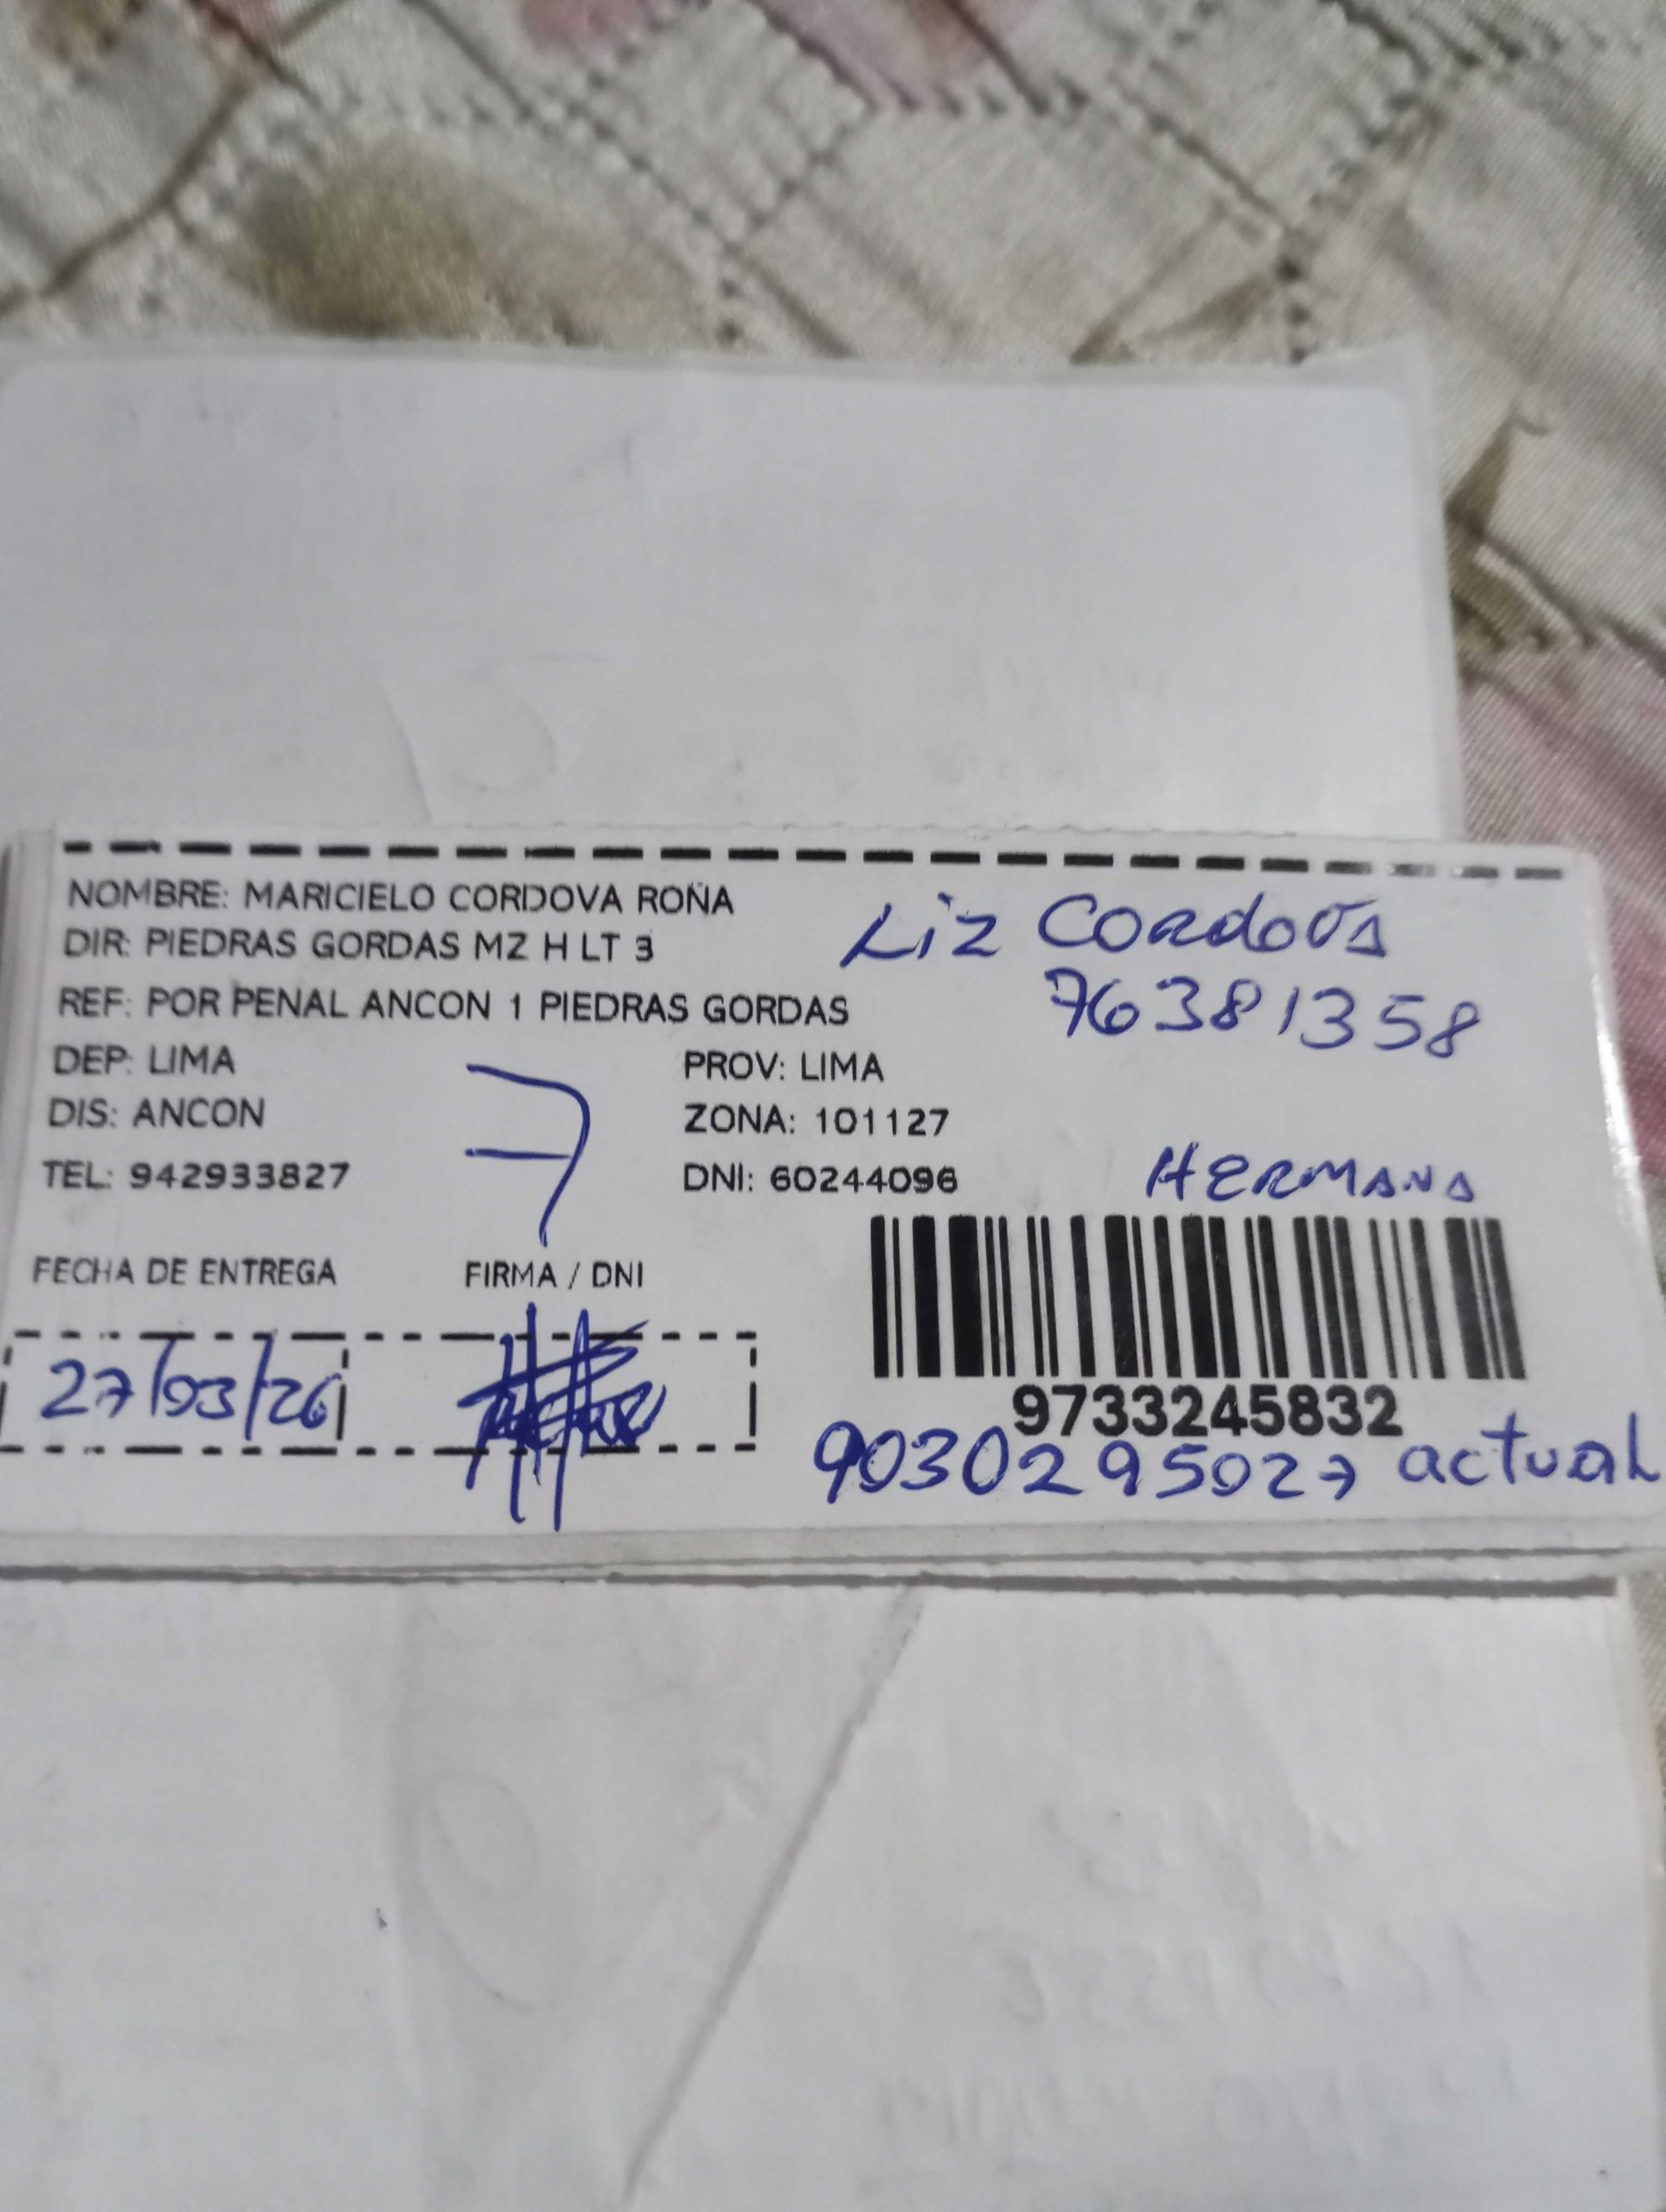 NOMBRE: MARICIELO CORDOVA ROÑA
Liz Cordova
DIR: PIEDRAS GORDAS MZ H LT 3
76381358
REF: POR PENAL ANCON 1 PIEDRAS GORDAS
DEP: LIMA
PROV: LIMA
DIS: ANCON
7
ZONA: 101127
TEL: 942933827
DNI: 60244096
HERMANA
FECHA DE ENTREGA
FIRMA / DNI
27/03/26
9733245832
9030295027 actual